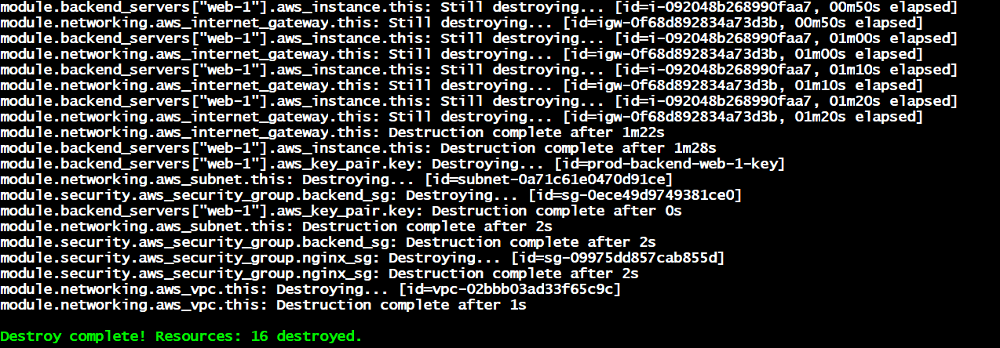 module.backend_servers["web-1"].aws_instance.this: Still destroying... [id=i-092048b268990faa7, 00m50s elapsed]
module.networking.aws_internet_gateway.this: Still destroying... [id=igw-0f68d892834a73d3b, 00m50s elapsed]
module.backend_servers["web-1"].aws_instance.this: Still destroying... [id=i-092048b268990faa7, 01m00s elapsed]
module.networking.aws_internet_gateway.this: Still destroying... [id=igw-0f68d892834a73d3b, 01m00s elapsed]
module.backend_servers["web-1"].aws_instance.this: Still destroying... [id=i-092048b268990faa7, 01m10s elapsed]
module.networking.aws_internet_gateway.this: Still destroying... [id=igw-0f68d892834a73d3b, 01m10s elapsed]
module.backend_servers["web-1"].aws_instance.this: Still destroying... [id=i-092048b268990faa7, 01m20s elapsed]
module.networking.aws_internet_gateway.this: Still destroying... [id=igw-0f68d892834a73d3b, 01m20s elapsed]
module.networking.aws_internet_gateway.this: Destruction complete after 1m22s
module.backend_servers["web-1"].aws_instance.this: Destruction complete after 1m28s
module.backend_servers["web-1"].aws_key_pair.key: Destroying... [id=prod-backend-web-1-key]
module.networking.aws_subnet.this: Destroying... [id=subnet-0a71c61e0470d91ce]
module.security.aws_security_group.backend_sg: Destroying... [id=sg-0ece49d9749381ce0]
module.backend_servers["web-1"].aws_key_pair.key: Destruction complete after 0s
module.networking.aws_subnet.this: Destruction complete after 2s
module.security.aws_security_group.backend_sg: Destruction complete after 2s
module.security.aws_security_group.nginx_sg: Destroying... [id=sg-09975dd857cab855d]
module.security.aws_security_group.nginx_sg: Destruction complete after 2s
module.networking.aws_vpc.this: Destroying... [id=vpc-02bbb03ad33f65c9c]
module.networking.aws_vpc.this: Destruction complete after 1s
Destroy complete! Resources: 16 destroyed.